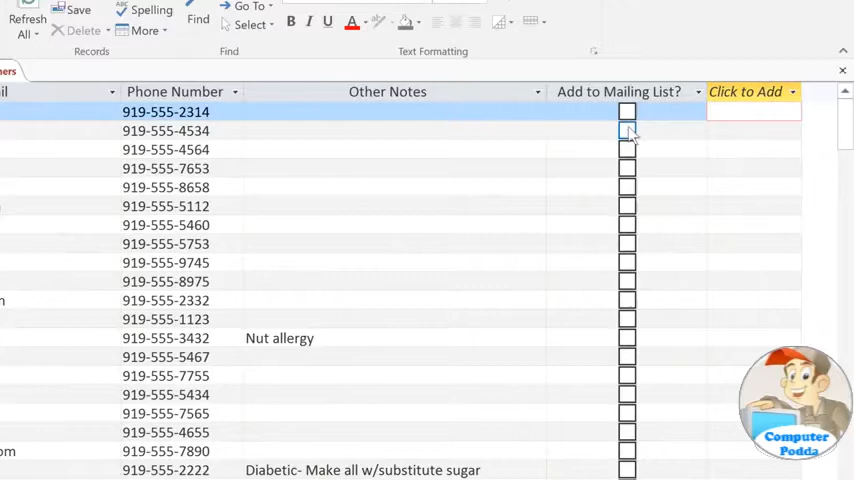 Refresh All
Save
Delete
Spelling
More
Records
Find
Go To
Select
Find
B I U A
Text Formatting
ners
il Phone Number Other Notes Add to Mailing List? Click to Add
919-555-2314
919-555-4534
919-555-4564
919-555-7653
919-555-8658
919-555-5112
919-555-5460
919-555-5753
919-555-9745
919-555-8975
m 919-555-2332
919-555-1123
919-555-3432 Nut allergy
919-555-5467
919-555-7755
919-555-5434
919-555-7565
919-555-4655
om 919-555-7890
919-555-2222 Diabetic- Make all w/substitute sugar
Computer
Podda